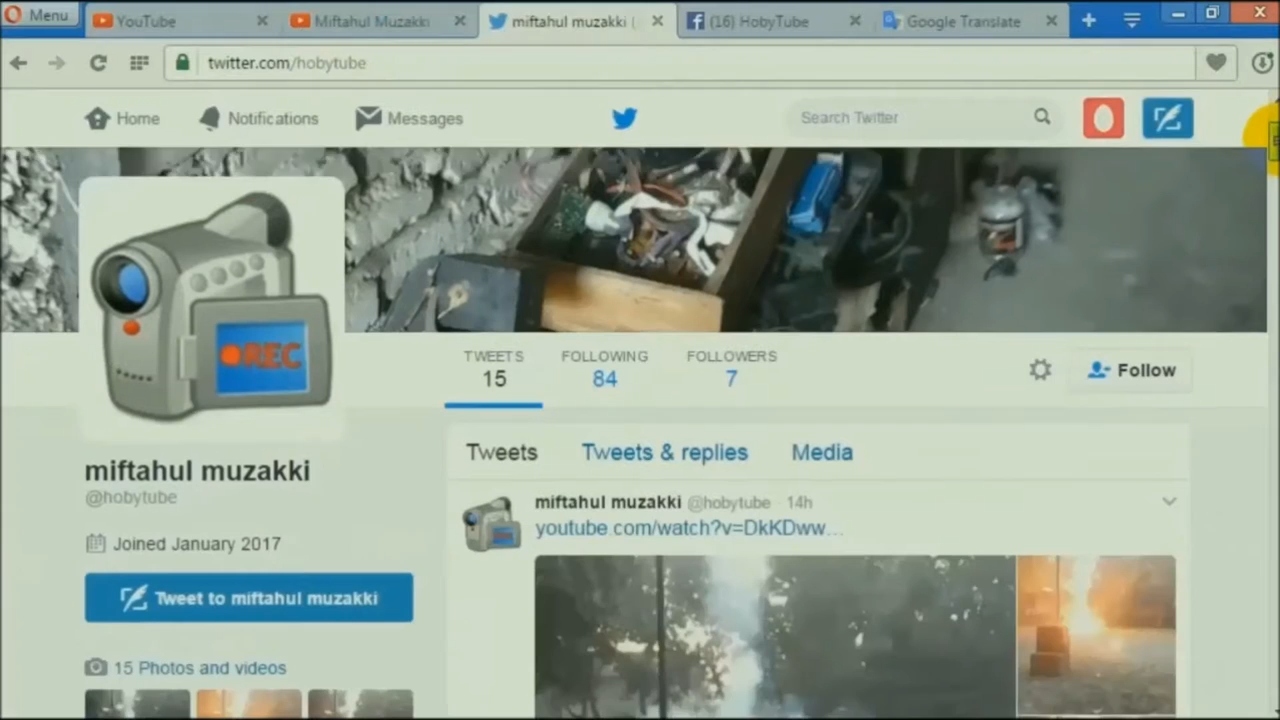 Menu
YouTube
Miftahul Muzakki
miftahul muzakki (
(16) HobyTube
Google Translate
twitter.com/hobytube
Home
Notifications
Messages
Search Twitter
REC
TWEETS
15
FOLLOWING
84
FOLLOWERS
7
Follow
miftahul muzakki
@hobytube
Joined January 2017
Tweet to miftahul muzakki
15 Photos and videos
Tweets
Tweets & replies
Media
miftahul muzakki @hobytube · 14h
youtube.com/watch?v=DkKDww...